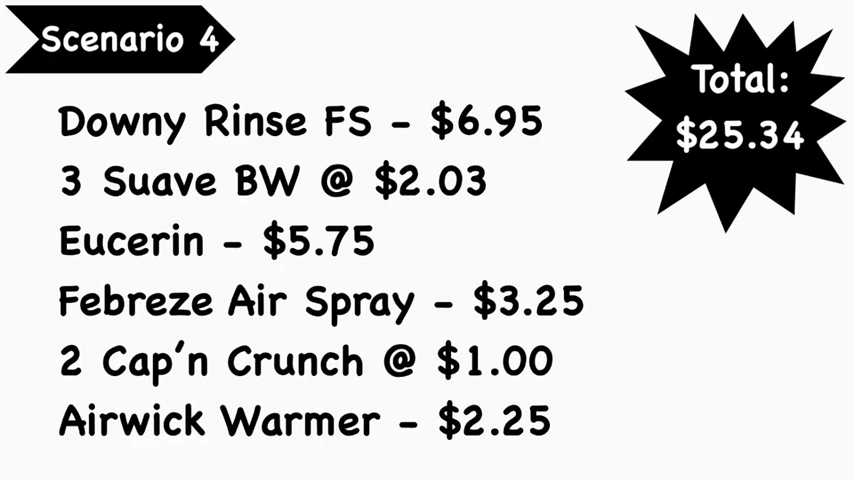 Scenario 4
Total:
$25.34
Downy Rinse FS - $6.95
3 Suave BW @ $2.03
Eucerin - $5.75
Febreze Air Spray - $3.25
2 Cap'n Crunch @ $1.00
Airwick Warmer - $2.25